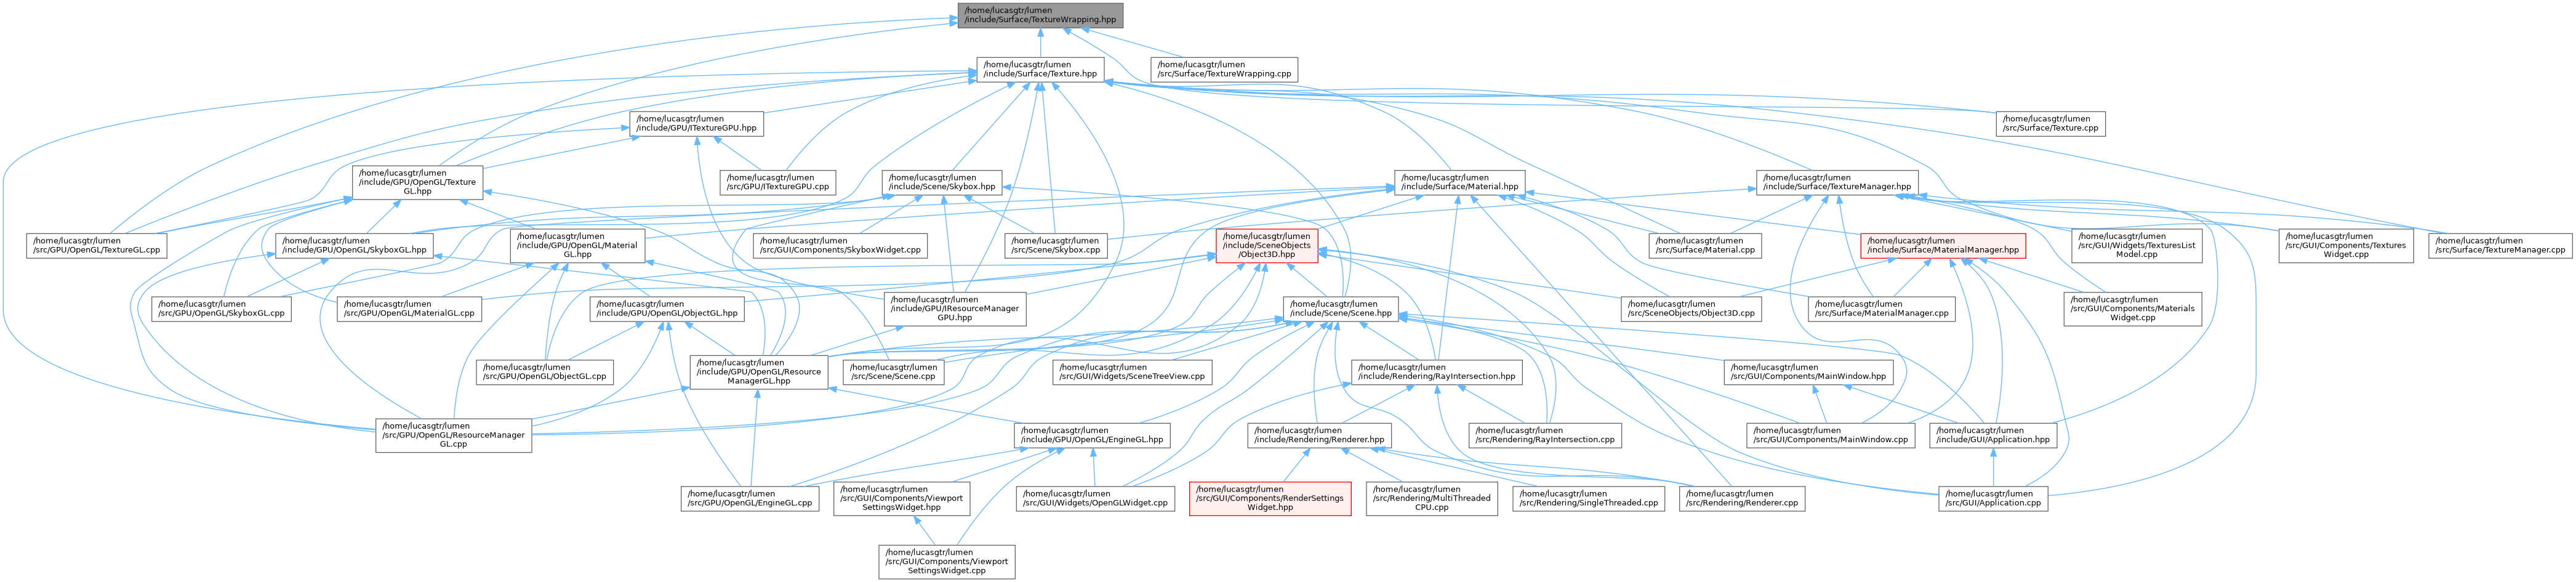 /home/lucasgtr/lumen
/include/Surface/TextureWrapping.hpp
/home/lucasgtr/lumen
/include/Surface/Texture.hpp
/home/lucasgtr/lumen
/src/Surface/TextureWrapping.cpp
/home/lucasgtr/lumen
/include/GPU/ITextureGPU.hpp
/home/lucasgtr/lumen
/src/Surface/Texture.cpp
/home/lucasgtr/lumen
/include/GPU/OpenGL/Texture
GL.hpp
/home/lucasgtr/lumen
/src/GPU/ITextureGPU.cpp
/home/lucasgtr/lumen
/include/Scene/Skybox.hpp
/home/lucasgtr/lumen
/include/Surface/Material.hpp
/home/lucasgtr/lumen
/include/Surface/TextureManager.hpp
/home/lucasgtr/lumen
/src/GPU/OpenGL/TextureGL.cpp
/home/lucasgtr/lumen
/include/GPU/OpenGL/SkyboxGL.hpp
/home/lucasgtr/lumen
/include/GPU/OpenGL/Material
GL.hpp
/home/lucasgtr/lumen
/src/GUI/Components/SkyboxWidget.cpp
/home/lucasgtr/lumen
/src/Scene/Skybox.cpp
/home/lucasgtr/lumen
/include/SceneObjects
/Object3D.hpp
/home/lucasgtr/lumen
/src/Surface/Material.cpp
/home/lucasgtr/lumen
/include/Surface/MaterialManager.hpp
/home/lucasgtr/lumen
/src/GUI/Widgets/TexturesList
Model.cpp
/home/lucasgtr/lumen
/src/GUI/Components/Textures
Widget.cpp
/home/lucasgtr/lumen
/src/Surface/TextureManager.cpp
/home/lucasgtr/lumen
/src/GPU/OpenGL/SkyboxGL.cpp
/home/lucasgtr/lumen
/src/GPU/OpenGL/MaterialGL.cpp
/home/lucasgtr/lumen
/include/GPU/OpenGL/ObjectGL.hpp
/home/lucasgtr/lumen
/include/GPU/IResourceManager
GPU.hpp
/home/lucasgtr/lumen
/include/Scene/Scene.hpp
/home/lucasgtr/lumen
/src/SceneObjects/Object3D.cpp
/home/lucasgtr/lumen
/src/Surface/MaterialManager.cpp
/home/lucasgtr/lumen
/src/GUI/Components/Materials
Widget.cpp
/home/lucasgtr/lumen
/src/GPU/OpenGL/ObjectGL.cpp
/home/lucasgtr/lumen
/include/GPU/OpenGL/Resource
ManagerGL.hpp
/home/lucasgtr/lumen
/src/Scene/Scene.cpp
/home/lucasgtr/lumen
/src/GUI/Widgets/SceneTreeView.cpp
/home/lucasgtr/lumen
/include/Rendering/RayIntersection.hpp
/home/lucasgtr/lumen
/src/GUI/Components/MainWindow.hpp
/home/lucasgtr/lumen
/src/GPU/OpenGL/ResourceManager
GL.cpp
/home/lucasgtr/lumen
/include/GPU/OpenGL/EngineGL.hpp
/home/lucasgtr/lumen
/include/Rendering/Renderer.hpp
/home/lucasgtr/lumen
/src/Rendering/RayIntersection.cpp
/home/lucasgtr/lumen
/src/GUI/Components/MainWindow.cpp
/home/lucasgtr/lumen
/include/GUI/Application.hpp
/home/lucasgtr/lumen
/src/GPU/OpenGL/EngineGL.cpp
/home/lucasgtr/lumen
/src/GUI/Components/Viewport
SettingsWidget.hpp
/home/lucasgtr/lumen
/src/GUI/Widgets/OpenGLWidget.cpp
/home/lucasgtr/lumen
/src/GUI/Components/RenderSettings
Widget.hpp
/home/lucasgtr/lumen
/src/Rendering/MultiThreaded
CPU.cpp
/home/lucasgtr/lumen
/src/Rendering/SingleThreaded.cpp
/home/lucasgtr/lumen
/src/Rendering/Renderer.cpp
/home/lucasgtr/lumen
/src/GUI/Application.cpp
/home/lucasgtr/lumen
/src/GUI/Components/Viewport
SettingsWidget.cpp